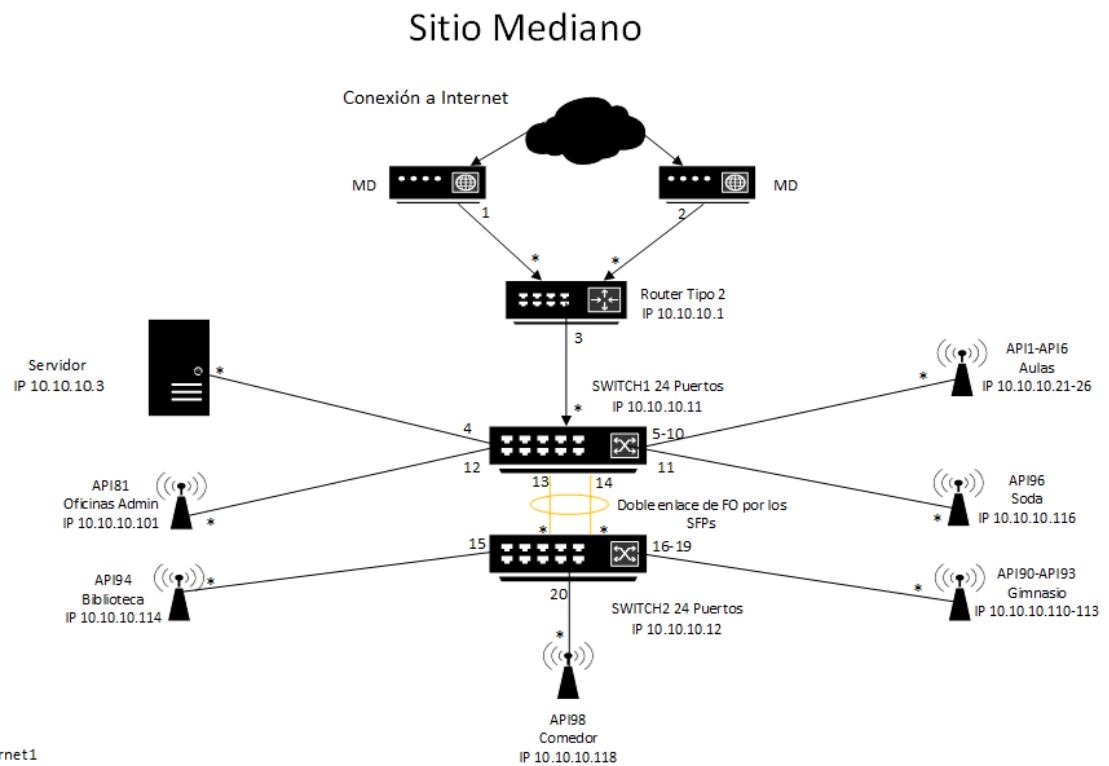 Sitio Mediano
Conexión a Internet
MD
MD
1
2
*
*
Router Tipo 2
IP 10.10.10.1
3
Servidor
IP 10.10.10.3
*
API1-API6
Aulas
IP 10.10.10.21-26
*
SWITCH1 24 Puertos
IP 10.10.10.11
*
4
5-10
12
11
API81
Oficinas Admin
IP 10.10.10.101
*
13
14
Doble enlace de FO por los
SFPs
API96
Soda
IP 10.10.10.116
*
*
*
15
16-19
API94
Biblioteca
IP 10.10.10.114
*
20
SWITCH2 24 Puertos
IP 10.10.10.12
API90-API93
Gimnasio
IP 10.10.10.110-113
*
*
API98
Comedor
IP 10.10.10.118
rnet1